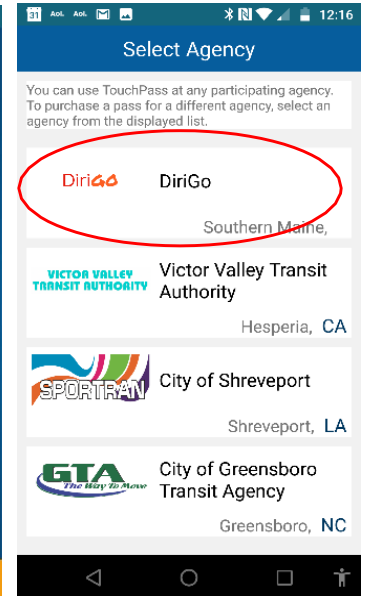 31 AOL AOL M 12:16
Select Agency
You can use TouchPass at any participating agency.
To purchase a pass for a different agency, select an
agency from the displayed list.
DiriGO DiriGo
Southern Maine,
VICTOR VALLEY
TRANSIT AUTHORITY
Victor Valley Transit
Authority
Hesperia, CA
SPORTRAN City of Shreveport
Shreveport, LA
GTA
The Way To Move
City of Greensboro
Transit Agency
Greensboro, NC